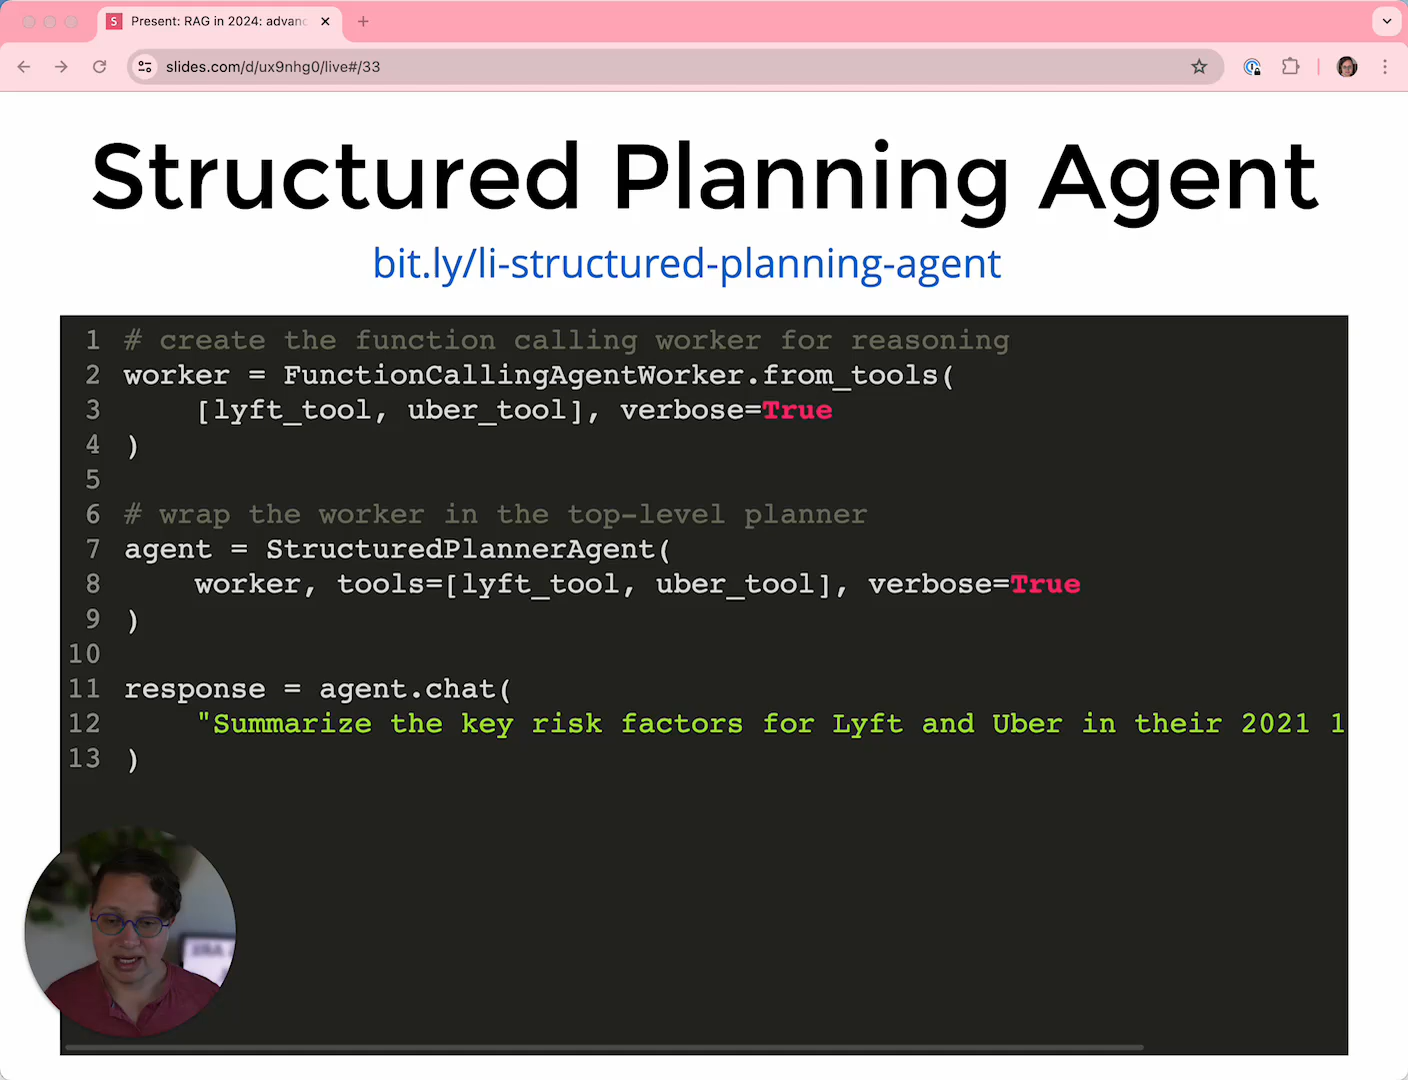 S Present: RAG in 2024: advanc
slides.com/d/ux9nhg0/live#/33
Structured Planning Agent
bit.ly/li-structured-planning-agent
1 # create the function calling worker for reasoning
2 worker = FunctionCallingAgentWorker.from_tools(
3     [lyft_tool, uber_tool], verbose=True
4 )
5
6 # wrap the worker in the top-level planner
7 agent = StructuredPlannerAgent(
8     worker, tools=[lyft_tool, uber_tool], verbose=True
9 )
10
11 response = agent.chat(
12     "Summarize the key risk factors for Lyft and Uber in their 2021 1
13 )